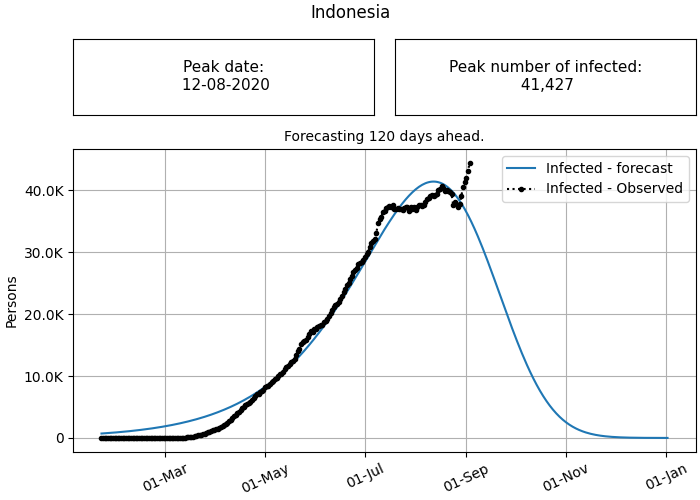 Indonesia
Peak date:
12-08-2020
Peak number of infected:
41,427
Forecasting 120 days ahead.
Infected - forecast
Infected - Observed
Persons
40.0K
30.0K
20.0K
10.0K
0
01-Mar
01-May
01-Jul
01-Sep
01-Nov
01-Jan